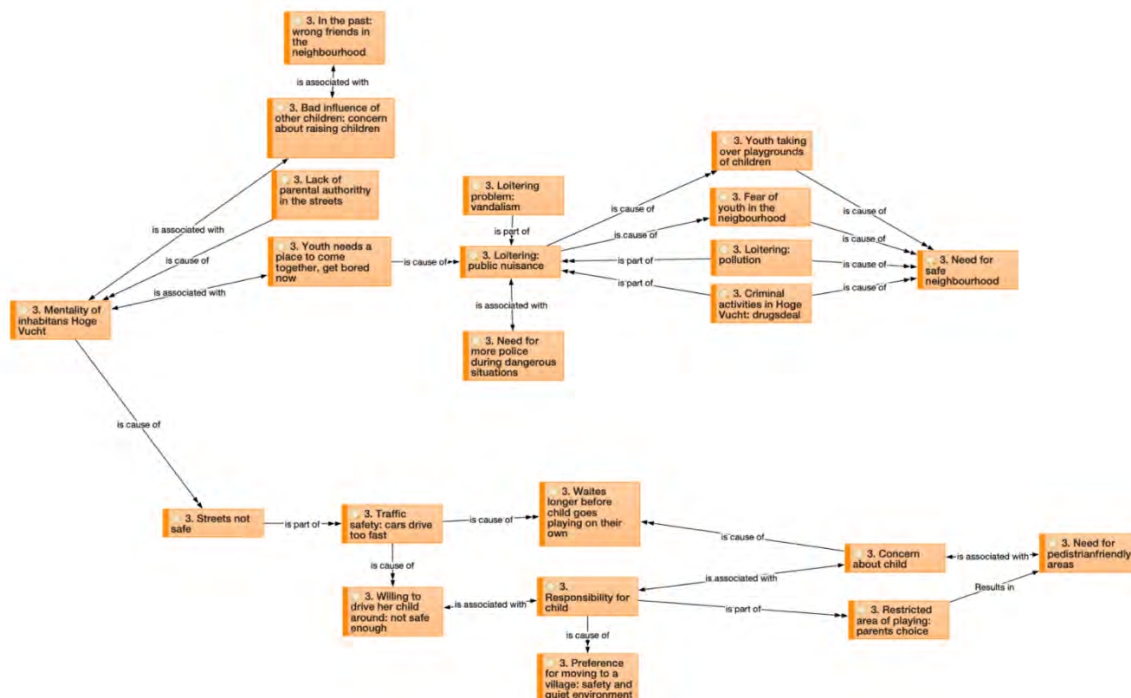 3. In the past:
wrong friends in
the
neighbourhood
is associated with
3. Bad influence of
other children: concern
about raising children
3. Lack of
parental authorithy
in the streets
is associated with
is cause of
is associated with
3. Youth needs a
place to come
together, get bored
now
is cause of
3. Mentality of
inhabitans Hoge
Vucht
3. Loitering
problem:
vandalism
is part of
3. Loitering:
public nuisance
is associated with
3. Need for
more police
during dangerous
situations
is cause of
is cause of
is part of
is part of
3. Youth taking
over playgrounds
of children
3. Fear of
youth in the
neigbourhood
3. Loitering:
pollution
3. Criminal
activities in Hoge
Vucht: drugsdeal
is cause of
is cause of
is cause of
is cause of
3. Need for
safe
neighbourhood
is cause of
3. Streets not
safe
is part of
3. Traffic
safety: cars drive
too fast
is cause of
3. Waites
longer before
child goes
playing on their
own
is cause of
3. Willing to
drive her child
around: not safe
enough
is associated with
3.
Responsibility for
child
is cause of
3. Preference
for moving to a
village: safety and
quiet environment
is cause of
is associated with
is part of
3. Concern
about child
is associated with
3. Need for
pedistrianfriendly
areas
Results in
3. Restricted
area of playing:
parents choice